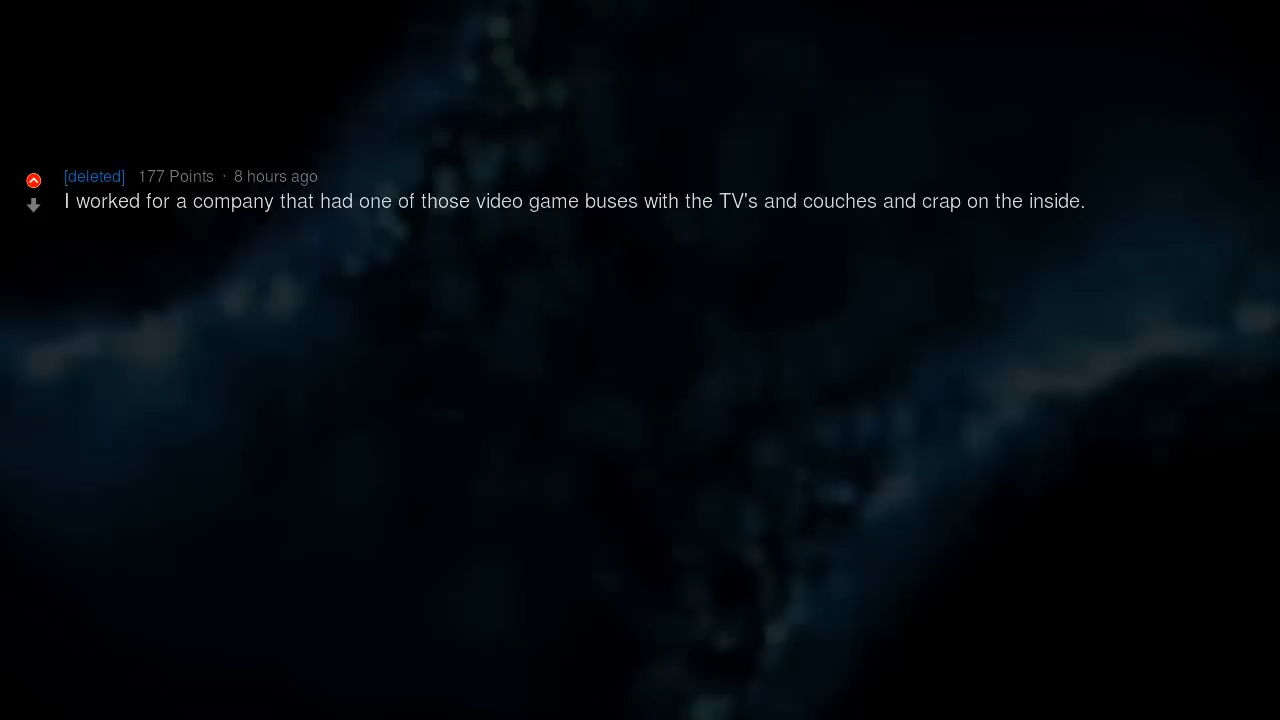 [deleted] 177 Points · 8 hours ago
I worked for a company that had one of those video game buses with the TV's and couches and crap on the inside.